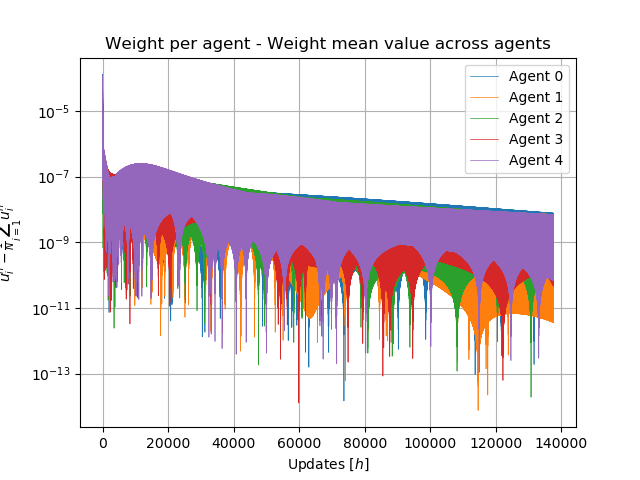 Weight per agent - Weight mean value across agents
Agent 0
Agent 1
Agent 2
Agent 3
Agent 4
10⁻⁵
10⁻⁷
10⁻⁹
10⁻¹¹
10⁻¹³
0 20000 40000 60000 80000 100000 120000 140000
Updates [h]